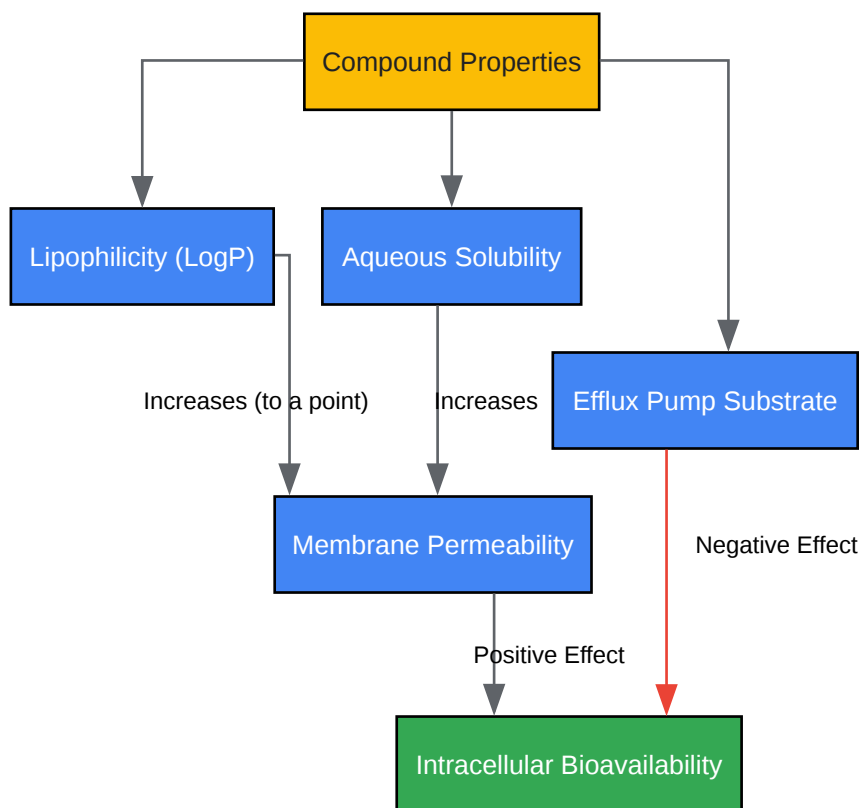 Compound Properties
Lipophilicity (LogP)
Aqueous Solubility
Increases (to a point)
Increases
Efflux Pump Substrate
Membrane Permeability
Negative Effect
Positive Effect
Intracellular Bioavailability